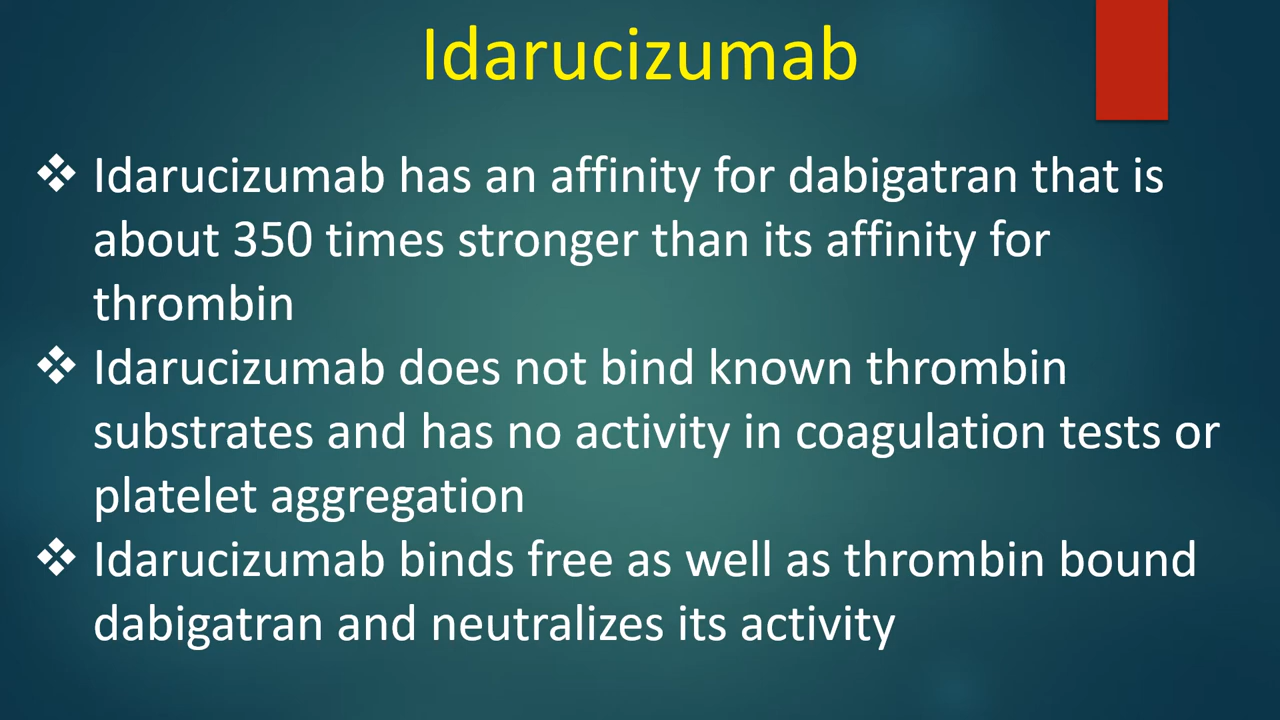 Idarucizumab
❖ Idarucizumab has an affinity for dabigatran that is
about 350 times stronger than its affinity for
thrombin
❖ Idarucizumab does not bind known thrombin
substrates and has no activity in coagulation tests or
platelet aggregation
❖ Idarucizumab binds free as well as thrombin bound
dabigatran and neutralizes its activity